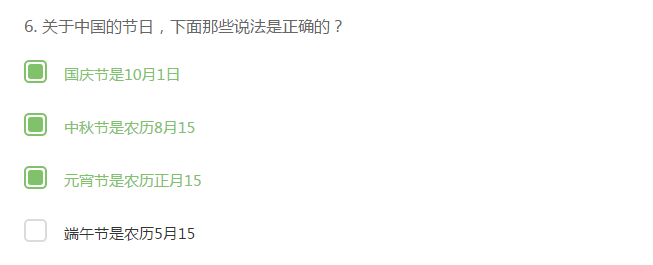 6. 关于中国的节日，下面那些说法是正确的？
国庆节是10月1日
中秋节是农历8月15
元宵节是农历正月15
端午节是农历5月15